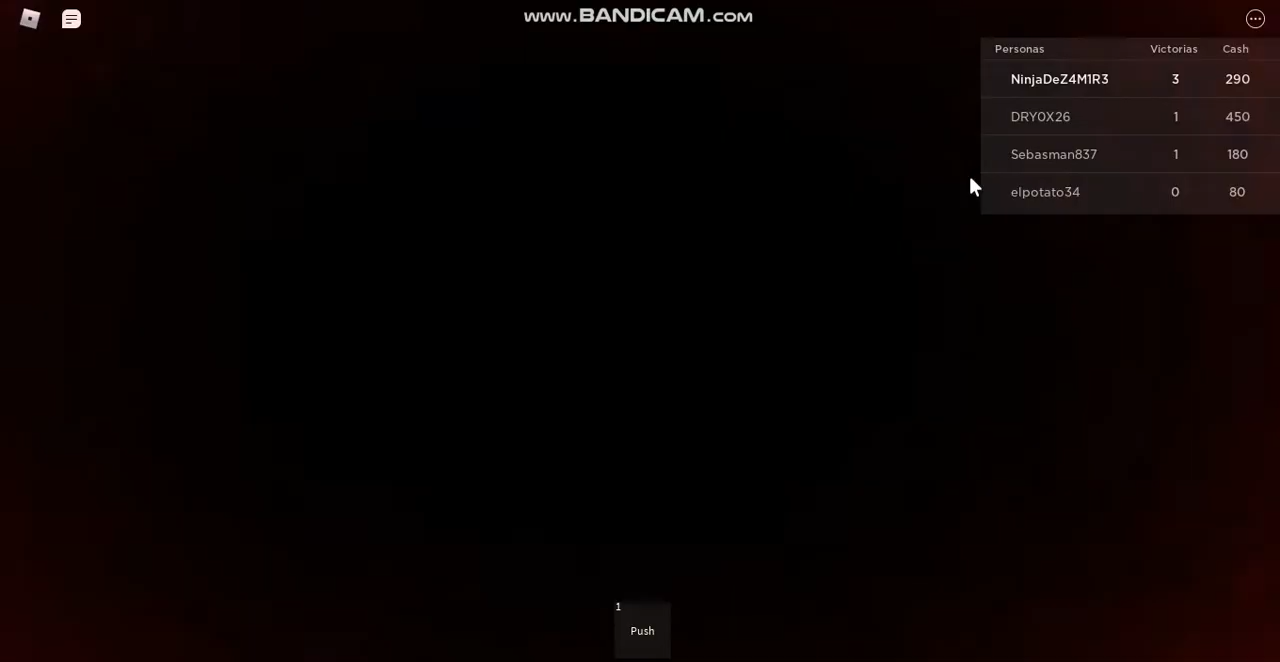 www.BANDICAM.com
Personas Victorias Cash
NinjaDeZ4M1R3 3 290
DRY0X26 1 450
Sebasman837 1 180
elpotato34 0 80
1
Push